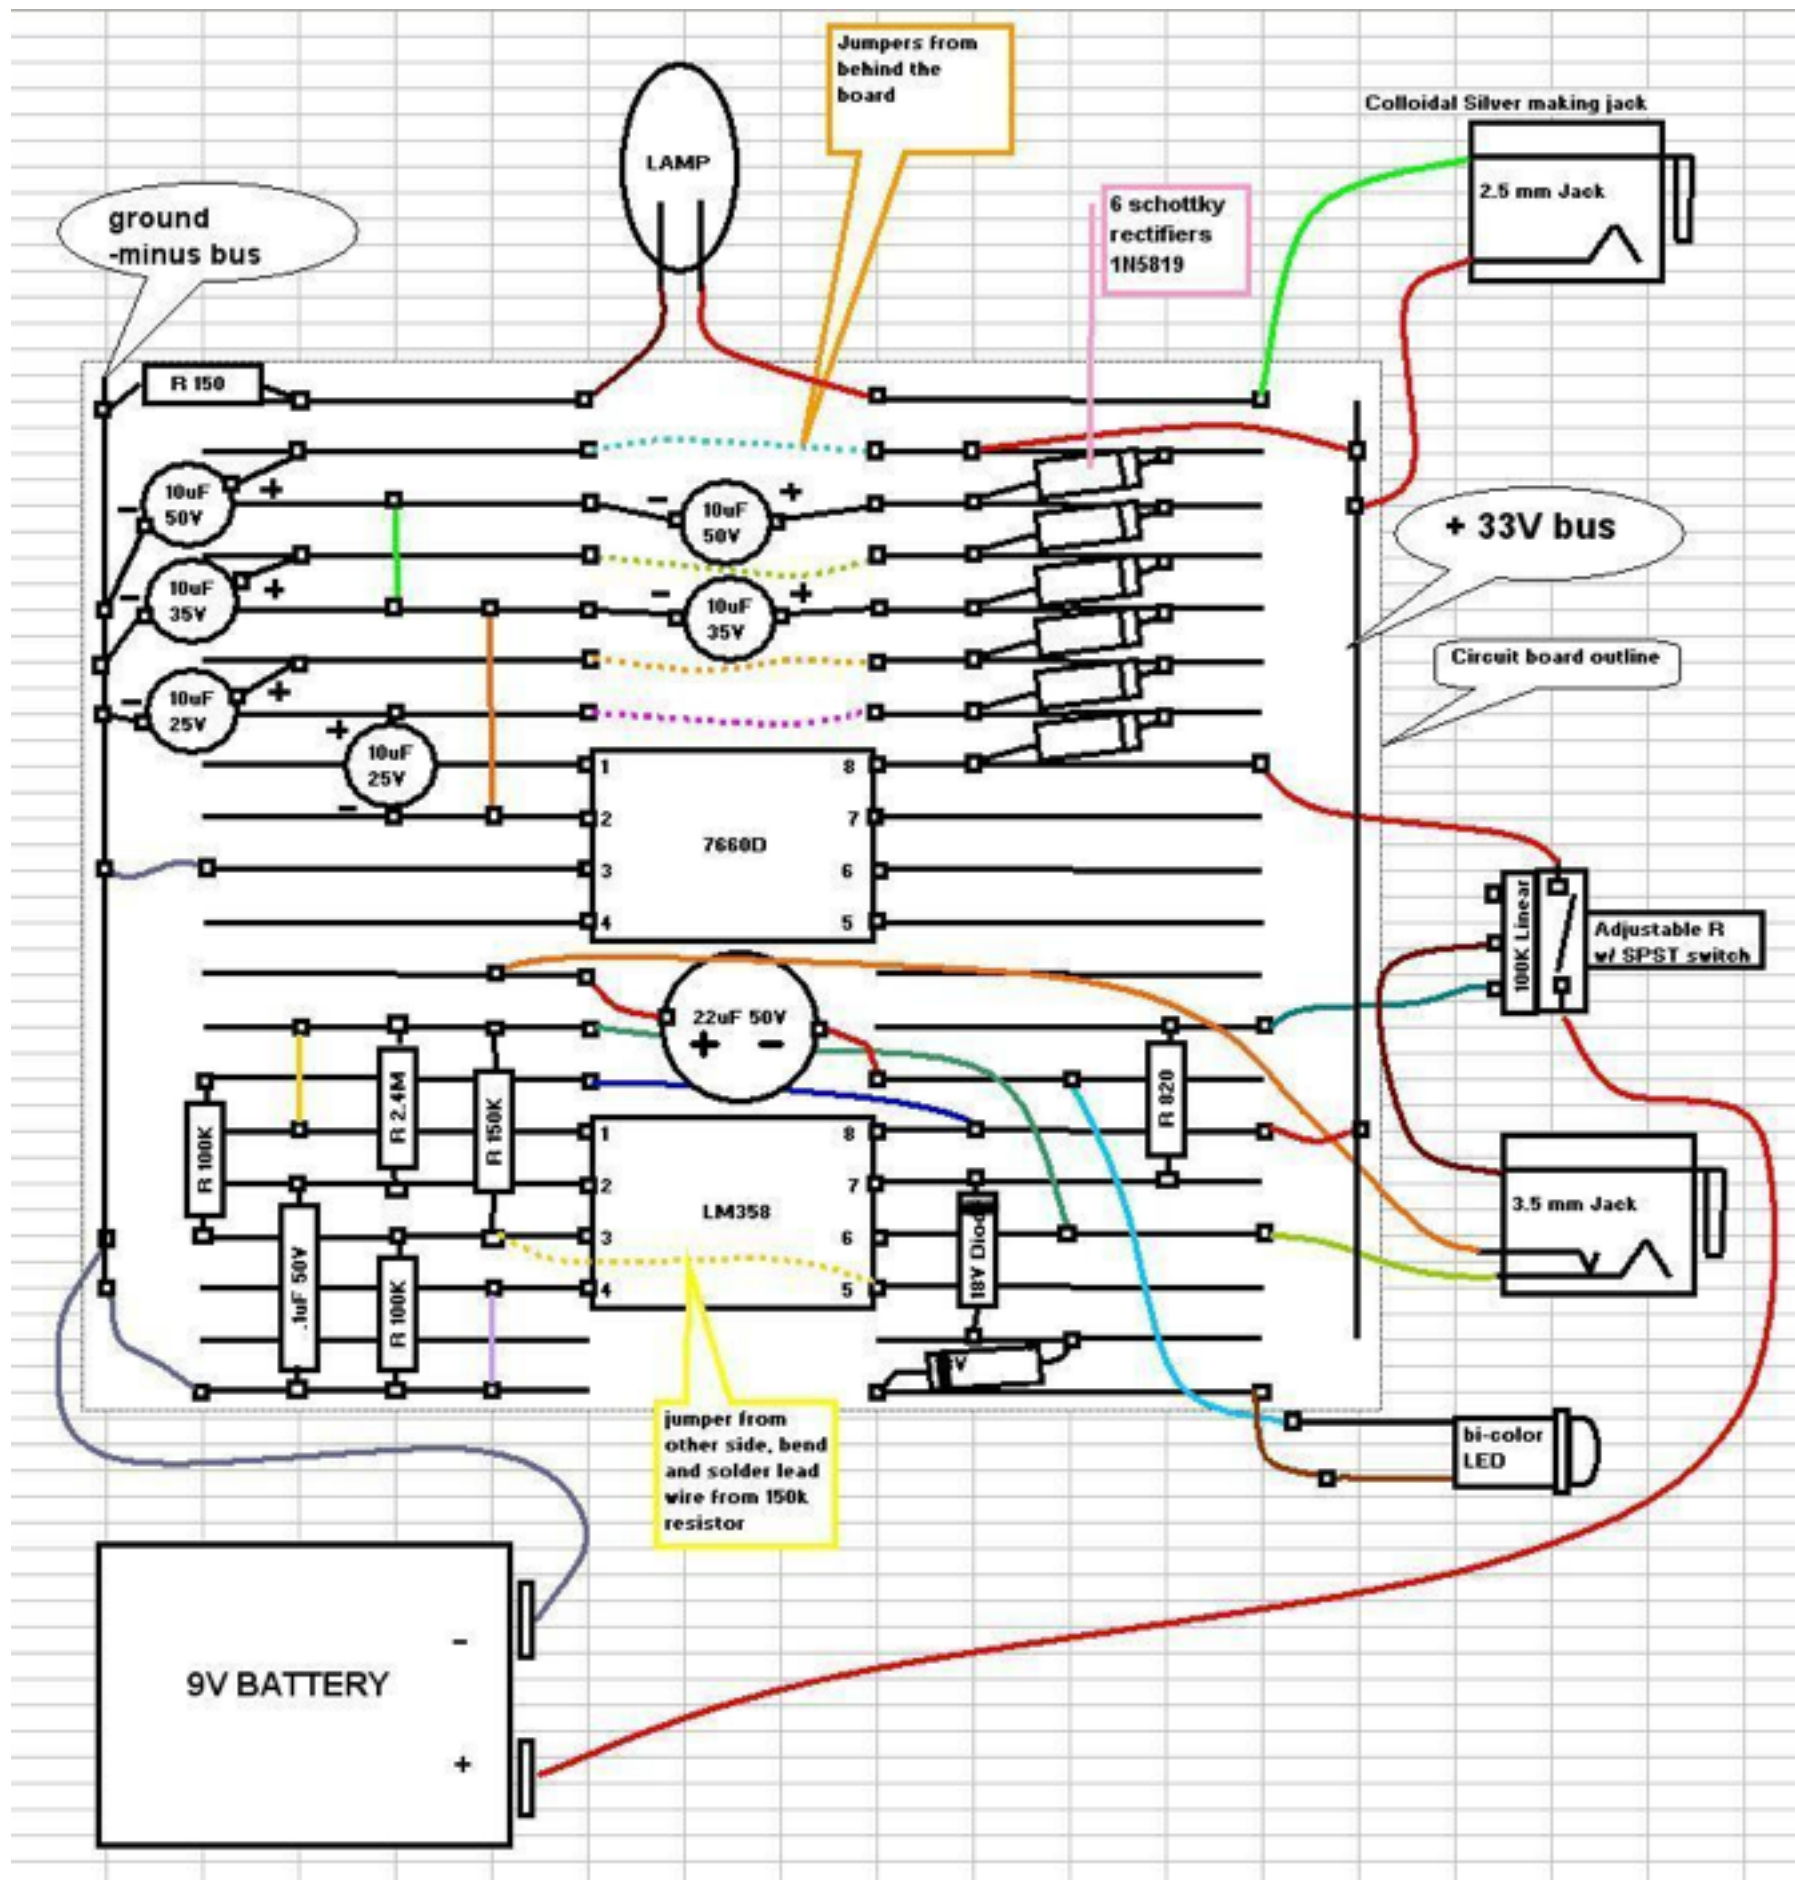 Jumpers from
behind the
board
Colloidal Silver making jack
LAMP
2.5 mm Jack
ground
-minus bus
6 schottky
rectifiers
1N5819
R 150
10uF
50V
- +
10uF
50V
- +
+ 33V bus
10uF
35V
- +
10uF
35V
- +
Circuit board outline
10uF
25V
- +
10uF
25V
+ -
1 8
2 7
7660D
3 6
4 5
100K Linear
Adjustable R
w/ SPST switch
22uF 50V
+ -
R 100K
R 2.4M
R 150K
R 820
1 8
2 7
LM358
3 6
4 5
3.5 mm Jack
.1uF 50V
R 100K
18V Diod
V
jumper from
other side, bend
and solder lead
wire from 150k
resistor
bi-color
LED
-
9V BATTERY
+